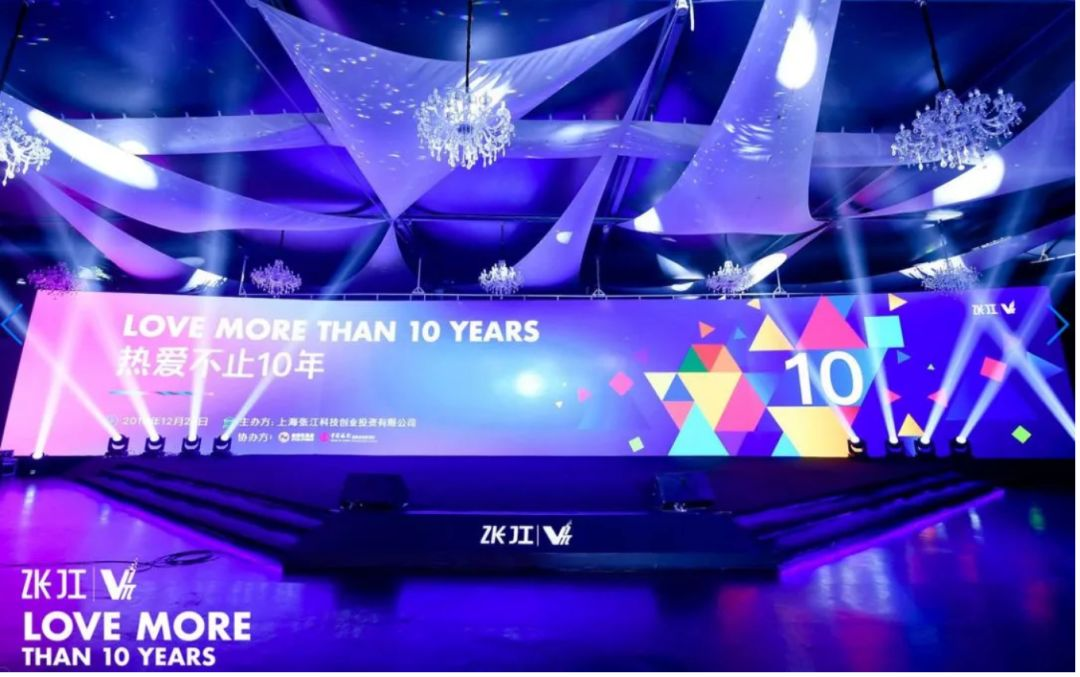 LOVE MORE THAN 10 YEARS
热爱不止10年
10
张江
主办方：上海张江科技创业投资有限公司
协办方：
张江
张江
LOVE MORE
THAN 10 YEARS